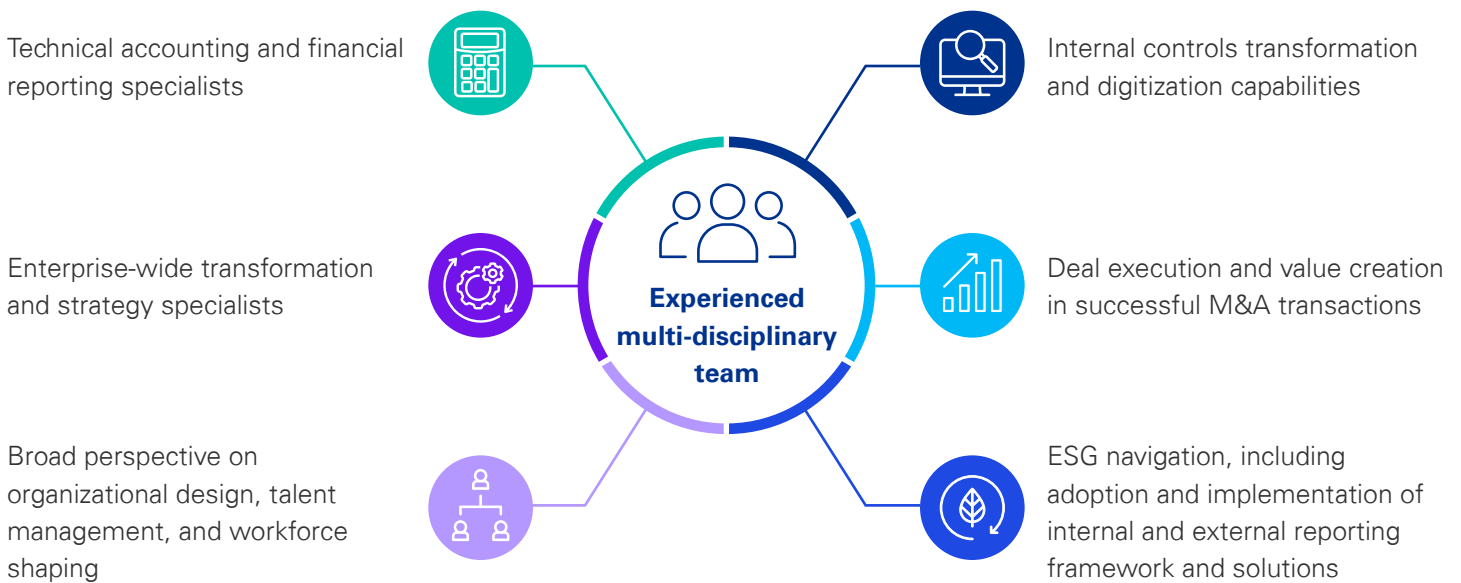 Technical accounting and financial
reporting specialists
Enterprise-wide transformation
and strategy specialists
Broad perspective on
organizational design, talent
management, and workforce
shaping
Experienced
multi-disciplinary
team
Internal controls transformation
and digitization capabilities
Deal execution and value creation
in successful M&A transactions
ESG navigation, including
adoption and implementation of
internal and external reporting
framework and solutions